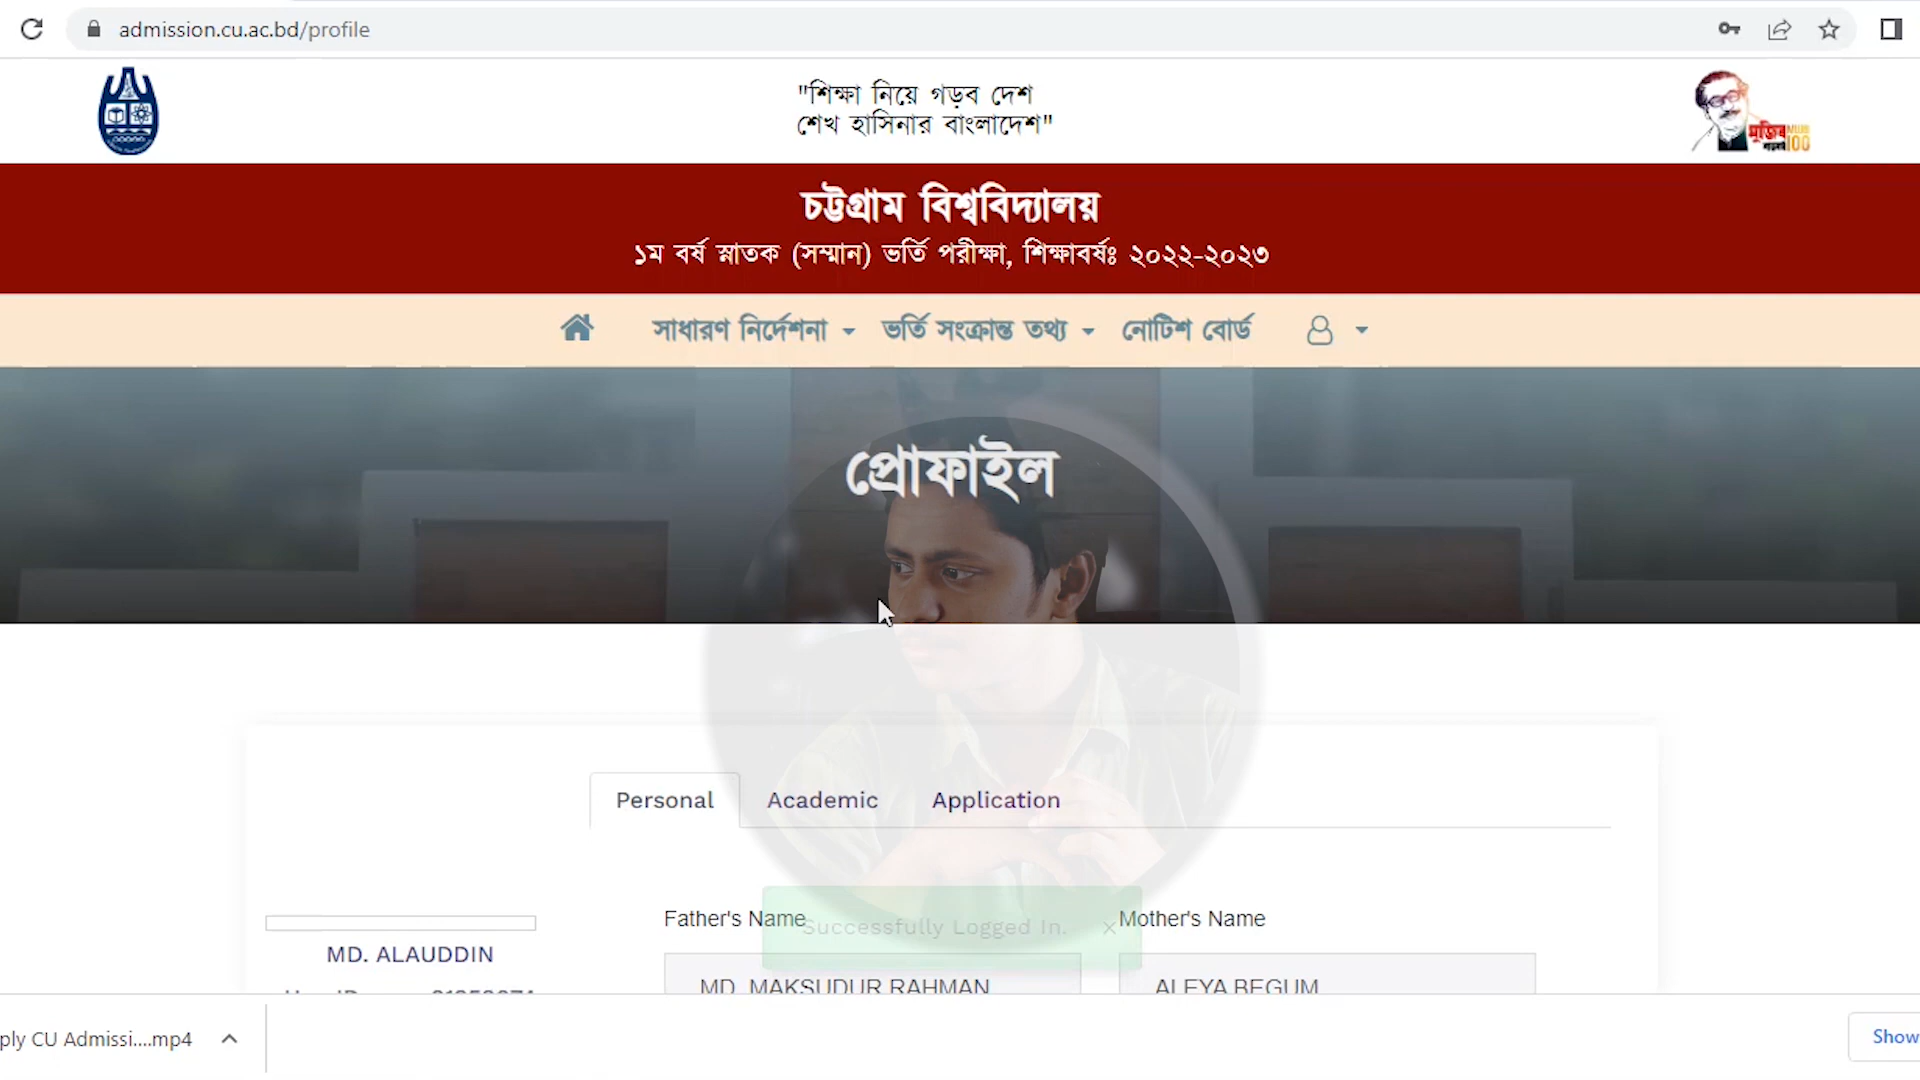 admission.cu.ac.bd/profile
"শিক্ষা নিয়ে গড়ব দেশ
শেখ হাসিনার বাংলাদেশ"
মুজিব
100
চট্টগ্রাম বিশ্ববিদ্যালয়
১ম বর্ষ স্নাতক (সম্মান) ভর্তি পরীক্ষা, শিক্ষাবর্ষঃ ২০২২-২০২৩
সাধারণ নির্দেশনা ভর্তি সংক্রান্ত তথ্য নোটিশ বোর্ড
প্রোফাইল
Personal Academic Application
Father's Name Mother's Name
Successfully Logged In. ×
MD. ALAUDDIN
MD. MAKSUDUR RAHMAN ALEYA BEGUM
ply CU Admissi....mp4
Show